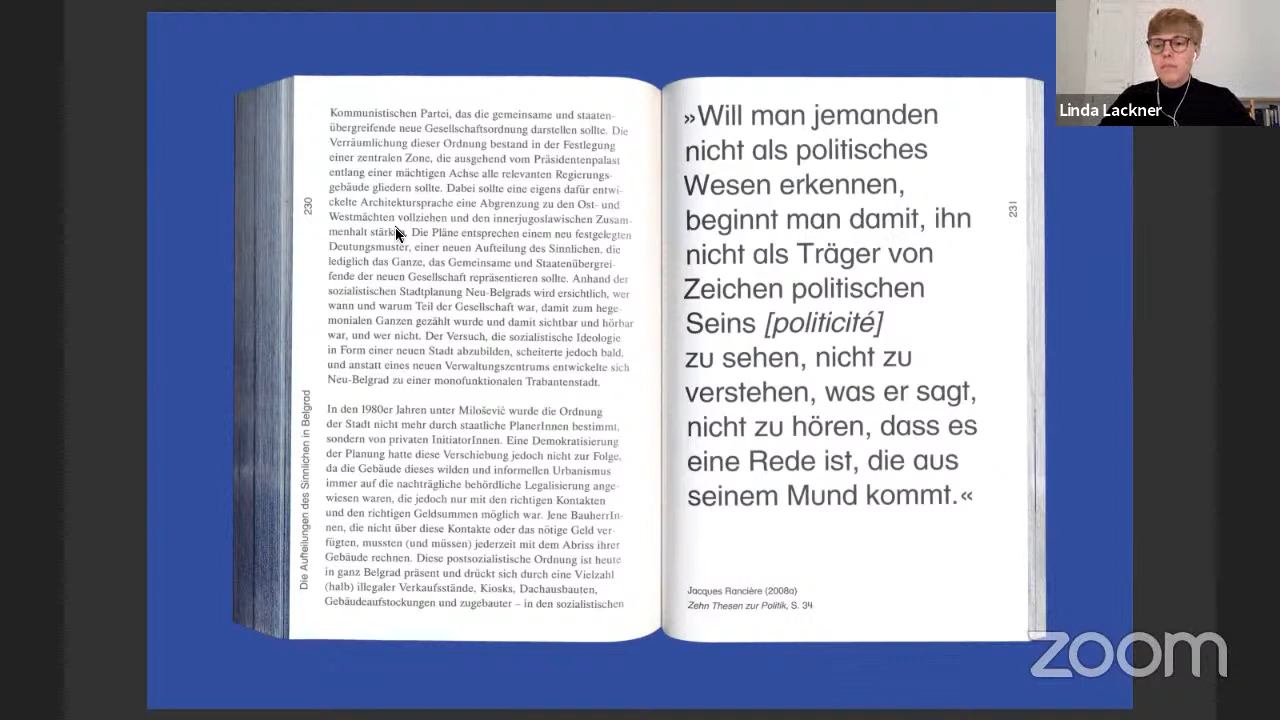 Kommunistischen Partei, das die gemeinsame und staaten-
übergreifende neue Gesellschaftsordnung darstellen sollte. Die
Verräumlichung dieser Ordnung bestand in der Festlegung
einer zentralen Zone, die ausgehend vom Präsidentenpalast
entlang einer mächtigen Achse alle relevanten Regierungs-
gebäude gliedern sollte. Dabei sollte eine eigens dafür entwi-
ckelte Architektursprache eine Abgrenzung zu den Ost- und
Westmächten vollziehen und den innerjugoslawischen Zusam-
menhalt stärken. Die Pläne entsprechen einem neu festgelegten
Deutungsmuster, einer neuen Aufteilung des Sinnlichen, die
lediglich das Ganze, das Gemeinsame und Staatenübergrei-
fende der neuen Gesellschaft repräsentieren sollte. Anhand der
sozialistischen Stadtplanung Neu-Belgrads wird ersichtlich, wer
wann und warum Teil der Gesellschaft war, damit zum hege-
monialen Ganzen gezählt wurde und damit sichtbar und hörbar
war, und wer nicht. Der Versuch, die sozialistische Ideologie
in Form einer neuen Stadt abzubilden, scheiterte jedoch bald,
und anstatt eines neuen Verwaltungszentrums entwickelte sich
Neu-Belgrad zu einer monofunktionalen Trabantenstadt.
In den 1980er Jahren unter Milošević wurde die Ordnung
der Stadt nicht mehr durch staatliche PlanerInnen bestimmt,
sondern von privaten InitiatorInnen. Eine Demokratisierung
der Planung hatte diese Verschiebung jedoch nicht zur Folge,
da die Gebäude dieses wilden und informellen Urbanismus
immer auf die nachträgliche behördliche Legalisierung ange-
wiesen waren, die jedoch nur mit den richtigen Kontakten
und den richtigen Geldsummen möglich war. Jene BauherrIn-
nen, die nicht über diese Kontakte oder das nötige Geld ver-
fügten, mussten (und müssen) jederzeit mit dem Abriss ihrer
Gebäude rechnen. Diese postsozialistische Ordnung ist heute
in ganz Belgrad präsent und drückt sich durch eine Vielzahl
(halb) illegaler Verkaufsstände, Kioske, Dachausbauten,
Gebäudeaufstockungen und zugebauter – in den sozialistischen
230
Die Aufteilungen des Sinnlichen in Belgrad
»Will man jemanden
nicht als politisches
Wesen erkennen,
beginnt man damit, ihn
nicht als Träger von
Zeichen politischen
Seins [politicité]
zu sehen, nicht zu
verstehen, was er sagt,
nicht zu hören, dass es
eine Rede ist, die aus
seinem Mund kommt.«
Jacques Rancière (2008a)
Zehn Thesen zur Politik, S. 34
231
Linda Lackner
zoom